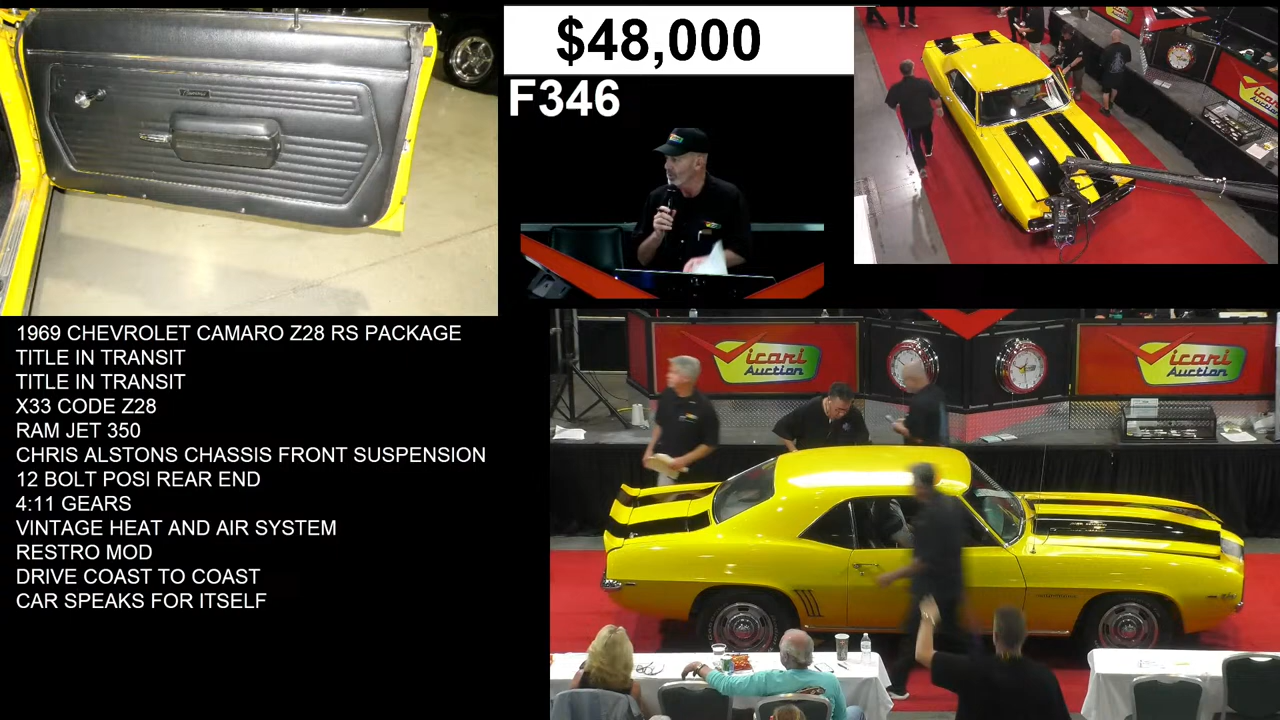 $48,000
F346
1969 CHEVROLET CAMARO Z28 RS PACKAGE
TITLE IN TRANSIT
TITLE IN TRANSIT
X33 CODE Z28
RAM JET 350
CHRIS ALSTONS CHASSIS FRONT SUSPENSION
12 BOLT POSI REAR END
4:11 GEARS
VINTAGE HEAT AND AIR SYSTEM
RESTRO MOD
DRIVE COAST TO COAST
CAR SPEAKS FOR ITSELF
Vicari
Auction
Vicari
Auction